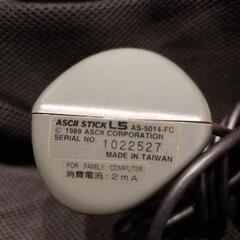 ASCII STICK L5 AS-5014-FC
© 1989 ASCII CORPORATION
SERIAL NO. 1022527
MADE IN TAIWAN
FOR FAMILY COMPUTER
消費電流：2mA